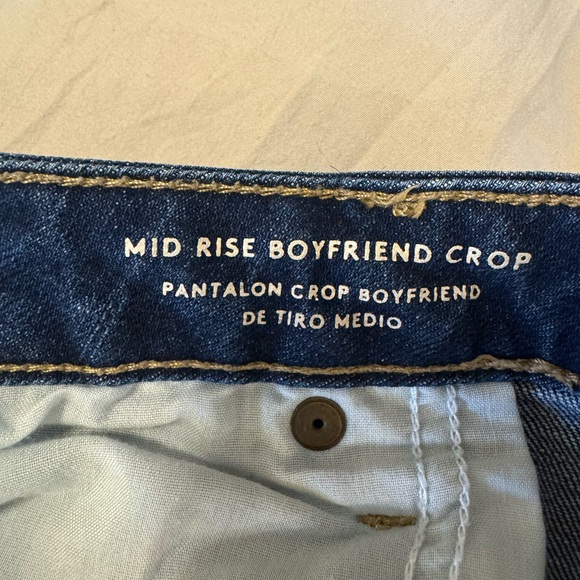 MID RISE BOYFRIEND CROP
PANTALON CROP BOYFRIEND
DE TIRO MEDIO